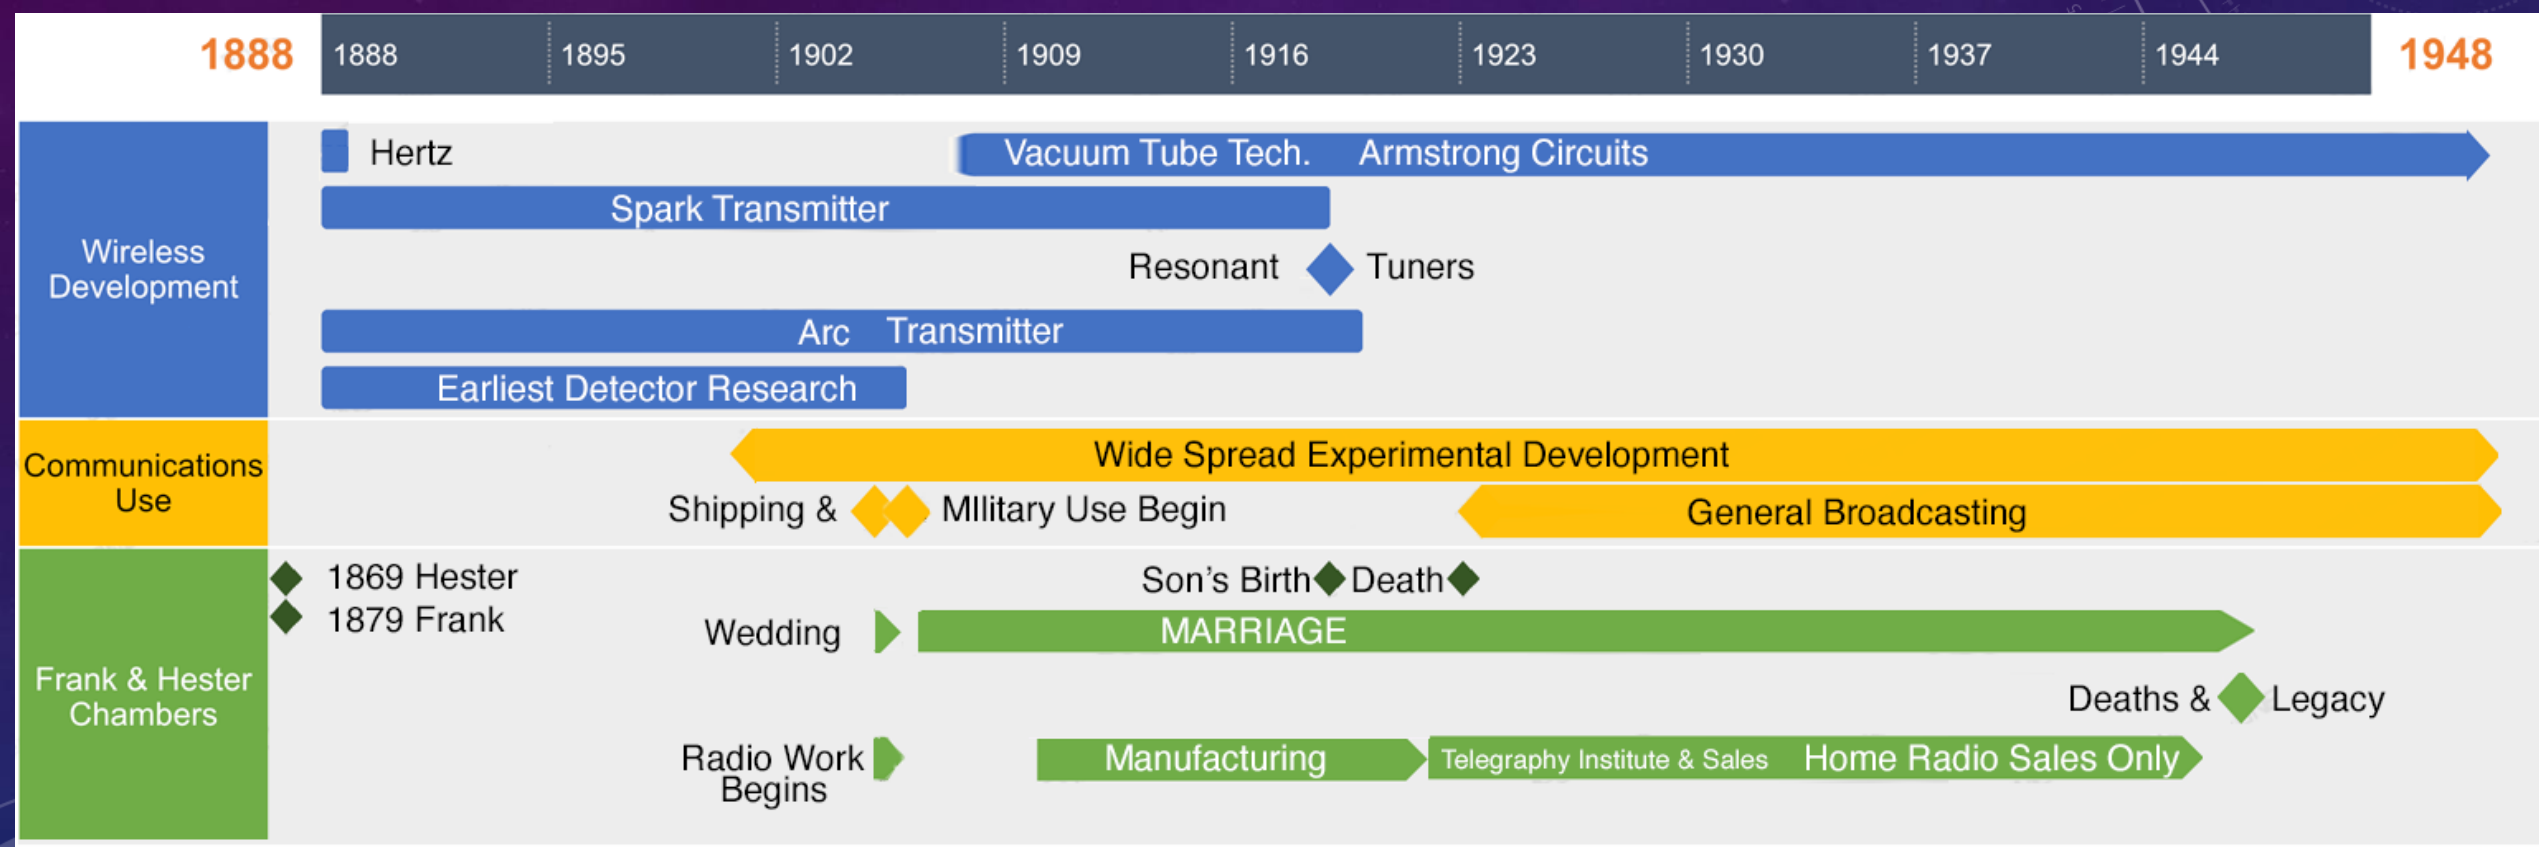 1888 1888 1895 1902 1909 1916 1923 1930 1937 1944 1948
Wireless
Development
Hertz
Vacuum Tube Tech. Armstrong Circuits
Spark Transmitter
Resonant Tuners
Arc Transmitter
Earliest Detector Research
Communications
Use
Wide Spread Experimental Development
Shipping & MIlitary Use Begin
General Broadcasting
Frank & Hester
Chambers
1869 Hester
1879 Frank
Son's Birth Death
Wedding
MARRIAGE
Deaths & Legacy
Radio Work
Begins
Manufacturing
Telegraphy Institute & Sales Home Radio Sales Only